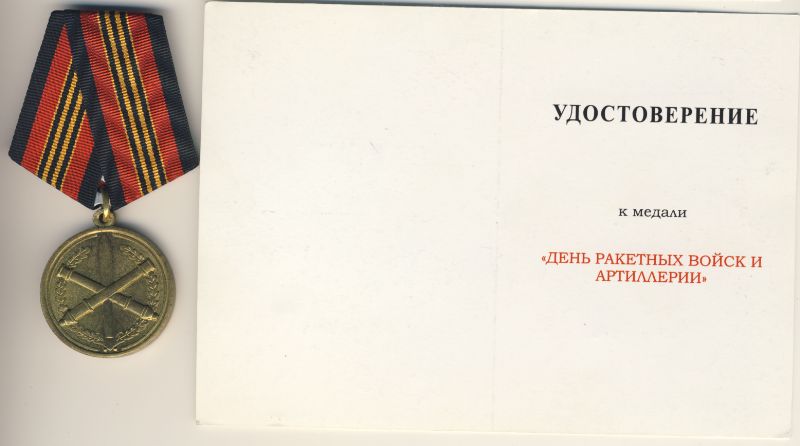 УДОСТОВЕРЕНИЕ
к медали
«ДЕНЬ РАКЕТНЫХ ВОЙСК И
АРТИЛЛЕРИИ»